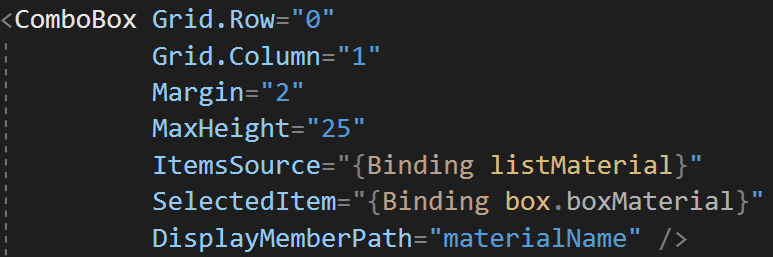 <ComboBox Grid.Row="0"
Grid.Column="1"
Margin="2"
MaxHeight="25"
ItemsSource="{Binding listMaterial}"
SelectedItem="{Binding box.boxMaterial}"
DisplayMemberPath="materialName" />